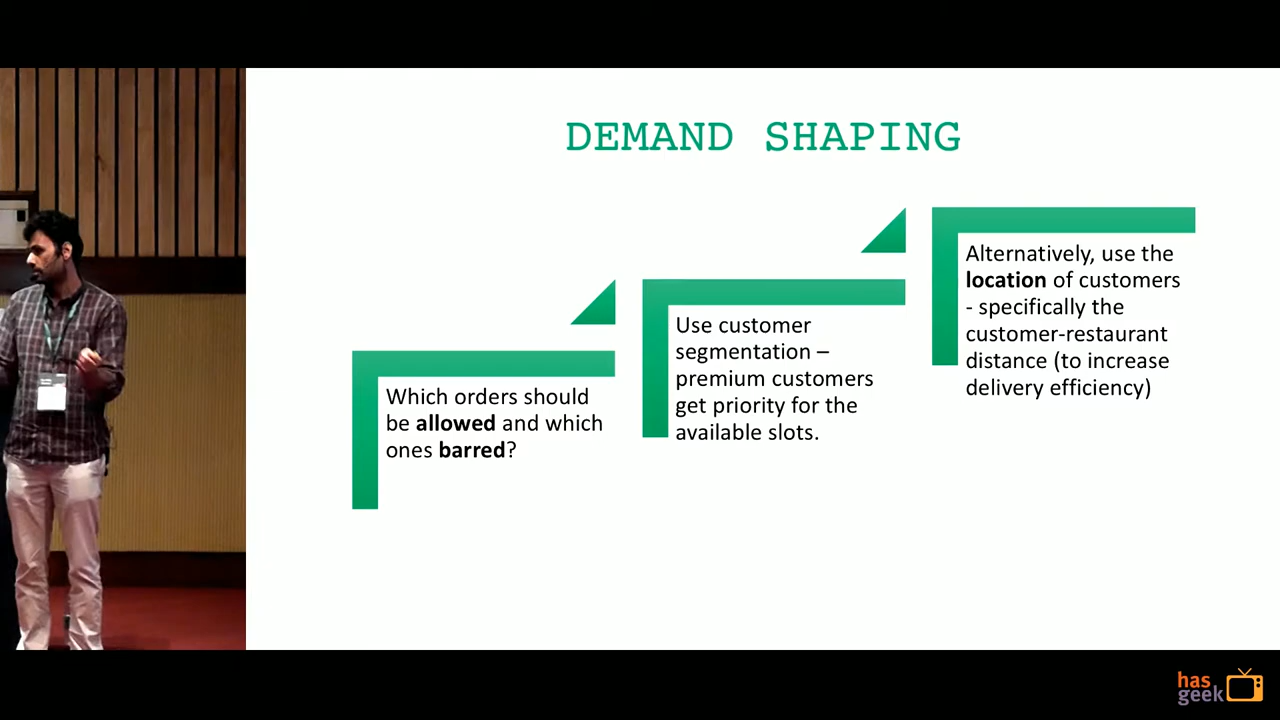 DEMAND SHAPING
Which orders should
be allowed and which
ones barred?
Use customer
segmentation –
premium customers
get priority for the
available slots.
Alternatively, use the
location of customers
- specifically the
customer-restaurant
distance (to increase
delivery efficiency)
has
geek